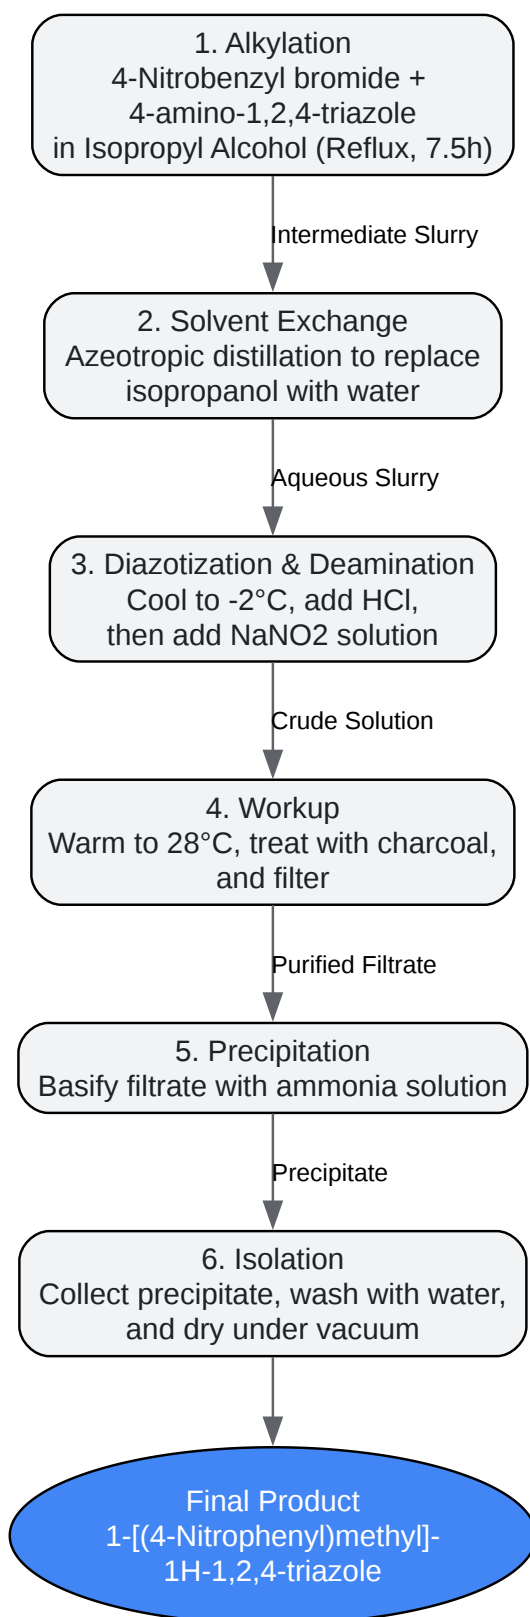 1. Alkylation
4-Nitrobenzyl bromide +
4-amino-1,2,4-triazole
in Isopropyl Alcohol (Reflux, 7.5h)
Intermediate Slurry
2. Solvent Exchange
Azeotropic distillation to replace
isopropanol with water
Aqueous Slurry
3. Diazotization & Deamination
Cool to -2°C, add HCl,
then add NaNO2 solution
Crude Solution
4. Workup
Warm to 28°C, treat with charcoal,
and filter
Purified Filtrate
5. Precipitation
Basify filtrate with ammonia solution
Precipitate
6. Isolation
Collect precipitate, wash with water,
and dry under vacuum
Final Product
1-[(4-Nitrophenyl)methyl]-
1H-1,2,4-triazole